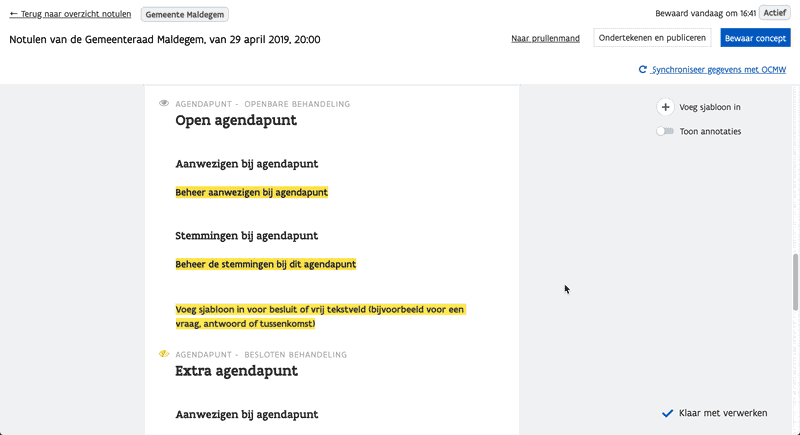 ← Terug naar overzicht notulen
Gemeente Maldegem
Bewaard vandaag om 16:41
Actief
Notulen van de Gemeenteraad Maldegem, van 29 april 2019, 20:00
Naar prullenmand
Ondertekenen en publiceren
Bewaar concept
Synchroniseer gegevens met OCMW
AGENDAPUNT - OPENBARE BEHANDELING
Open agendapunt
Voeg sjabloon in
Toon annotaties
Aanwezigen bij agendapunt
Beheer aanwezigen bij agendapunt
Stemmingen bij agendapunt
Beheer de stemmingen bij dit agendapunt
Voeg sjabloon in voor besluit of vrij tekstveld (bijvoorbeeld voor een
vraag, antwoord of tussenkomst)
AGENDAPUNT - BESLOTEN BEHANDELING
Extra agendapunt
Aanwezigen bij agendapunt
Klaar met verwerken